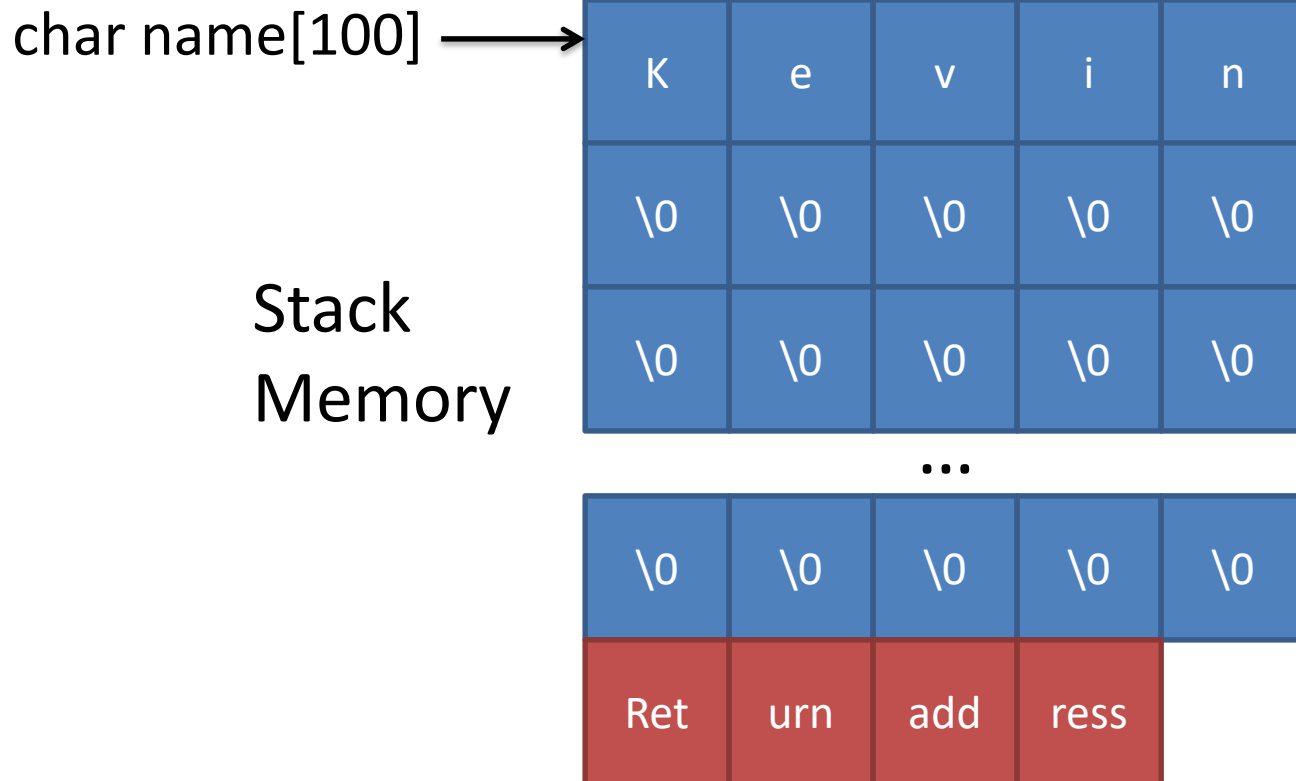 char name[100]
K e v i n
\0 \0 \0 \0 \0
Stack
Memory
\0 \0 \0 \0 \0
...
\0 \0 \0 \0 \0
Ret urn add ress